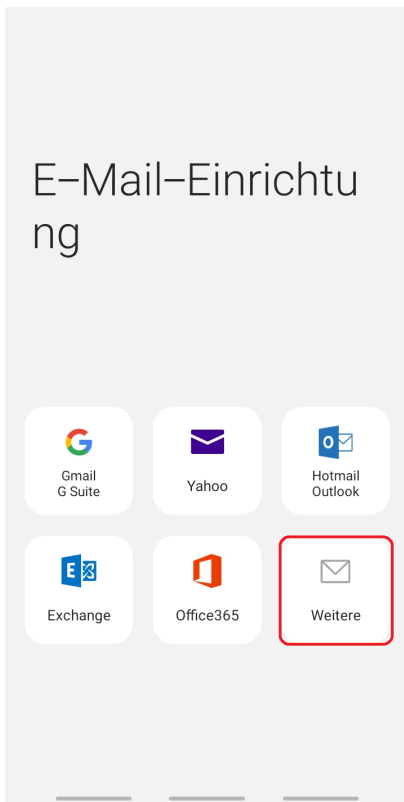 E–Mail–Einrichtu
ng
Gmail
G Suite
Yahoo
Hotmail
Outlook
Exchange
Office365
Weitere